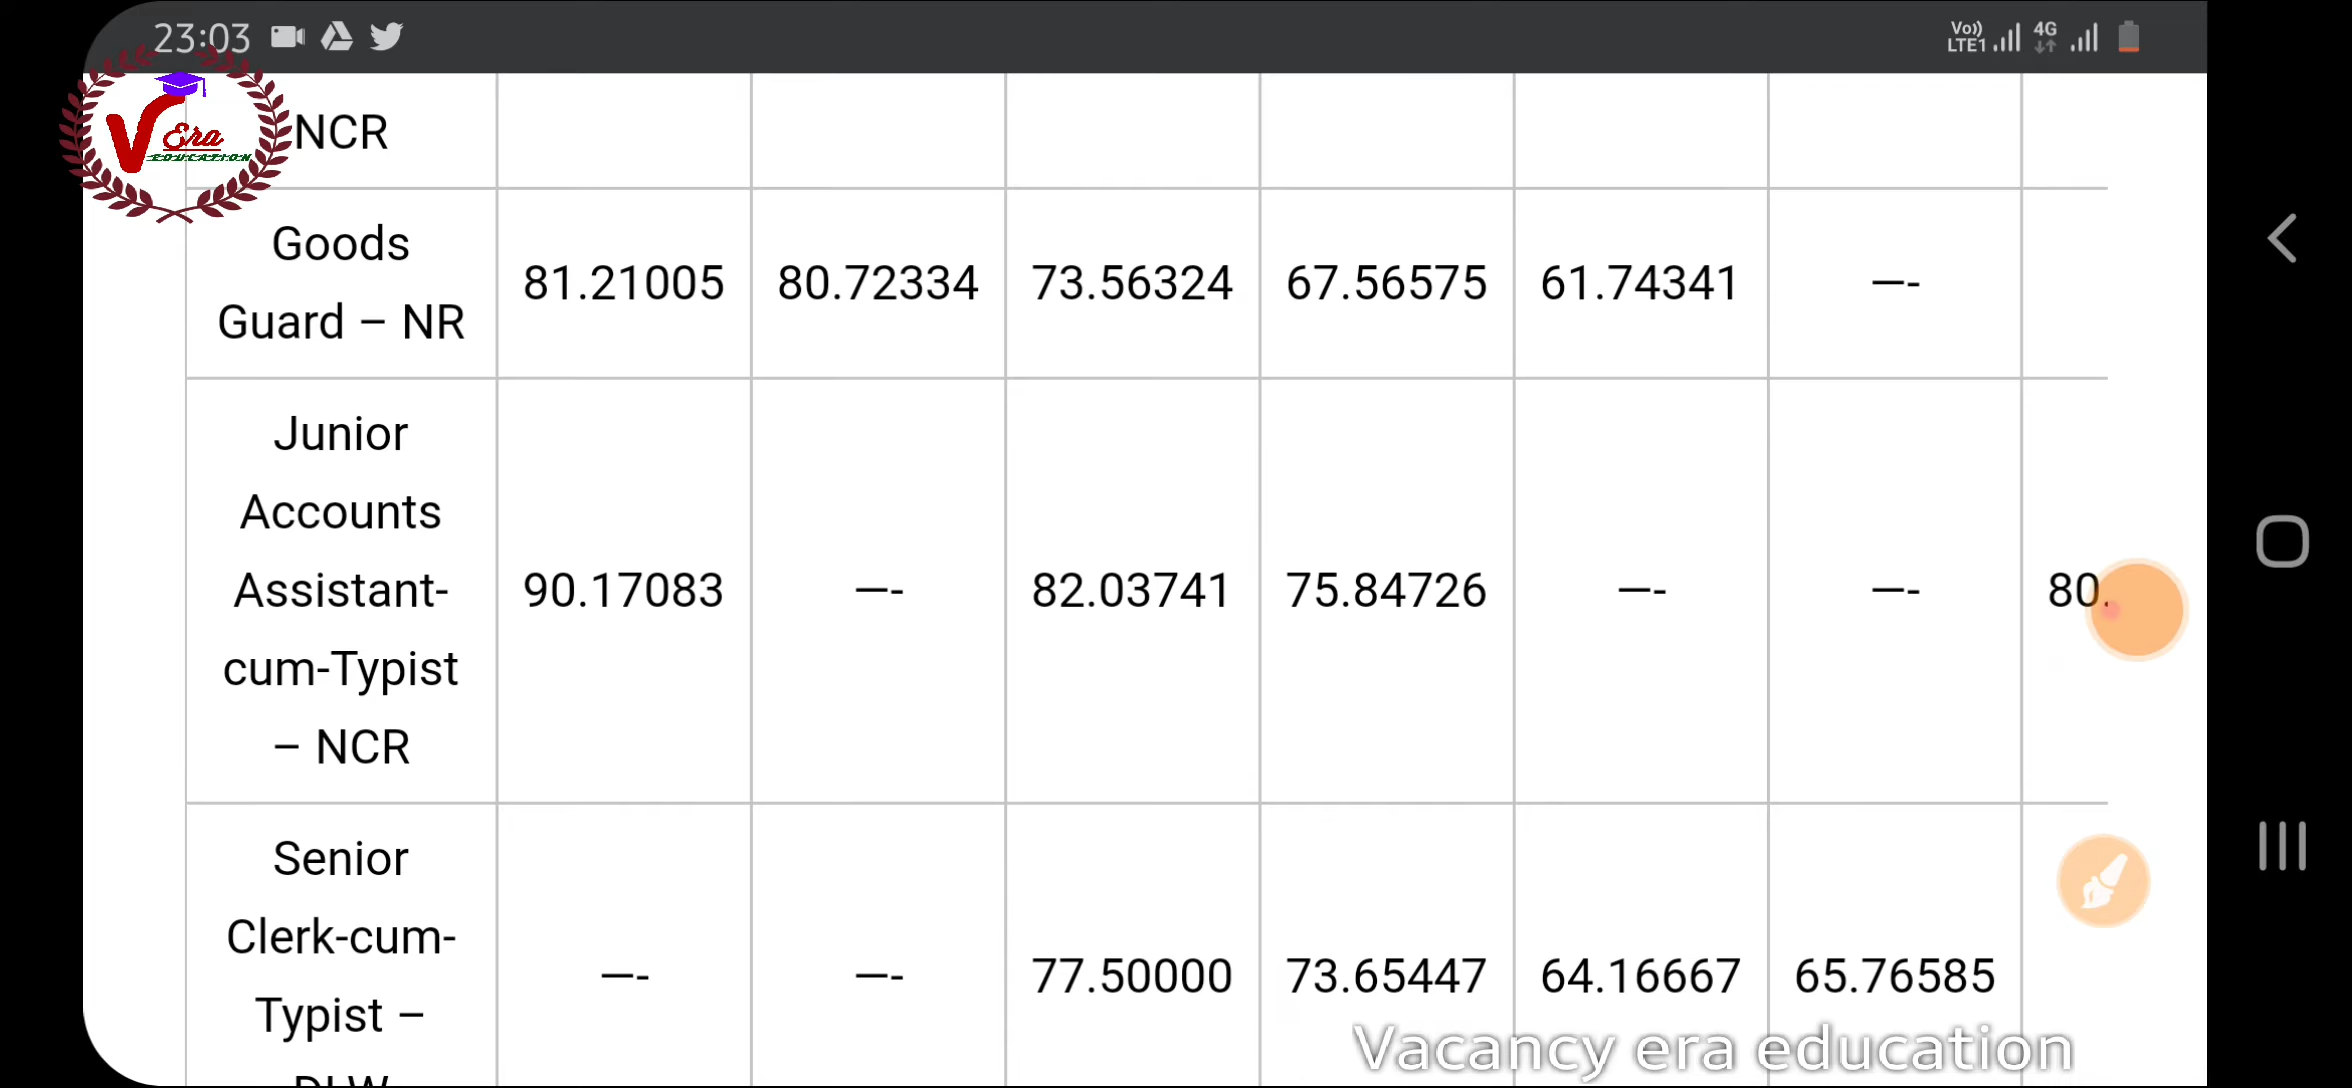 23:03
Vo)) LTE1 4G
Era
EDUCATION
NCR
Goods
Guard – NR
81.21005 80.72334 73.56324 67.56575 61.74341 —-
Junior
Accounts
Assistant-
cum-Typist
– NCR
90.17083 —- 82.03741 75.84726 —- —- 80.
Senior
Clerk-cum-
Typist –
—- —- 77.50000 73.65447 64.16667 65.76585
DLW
Vacancy era education